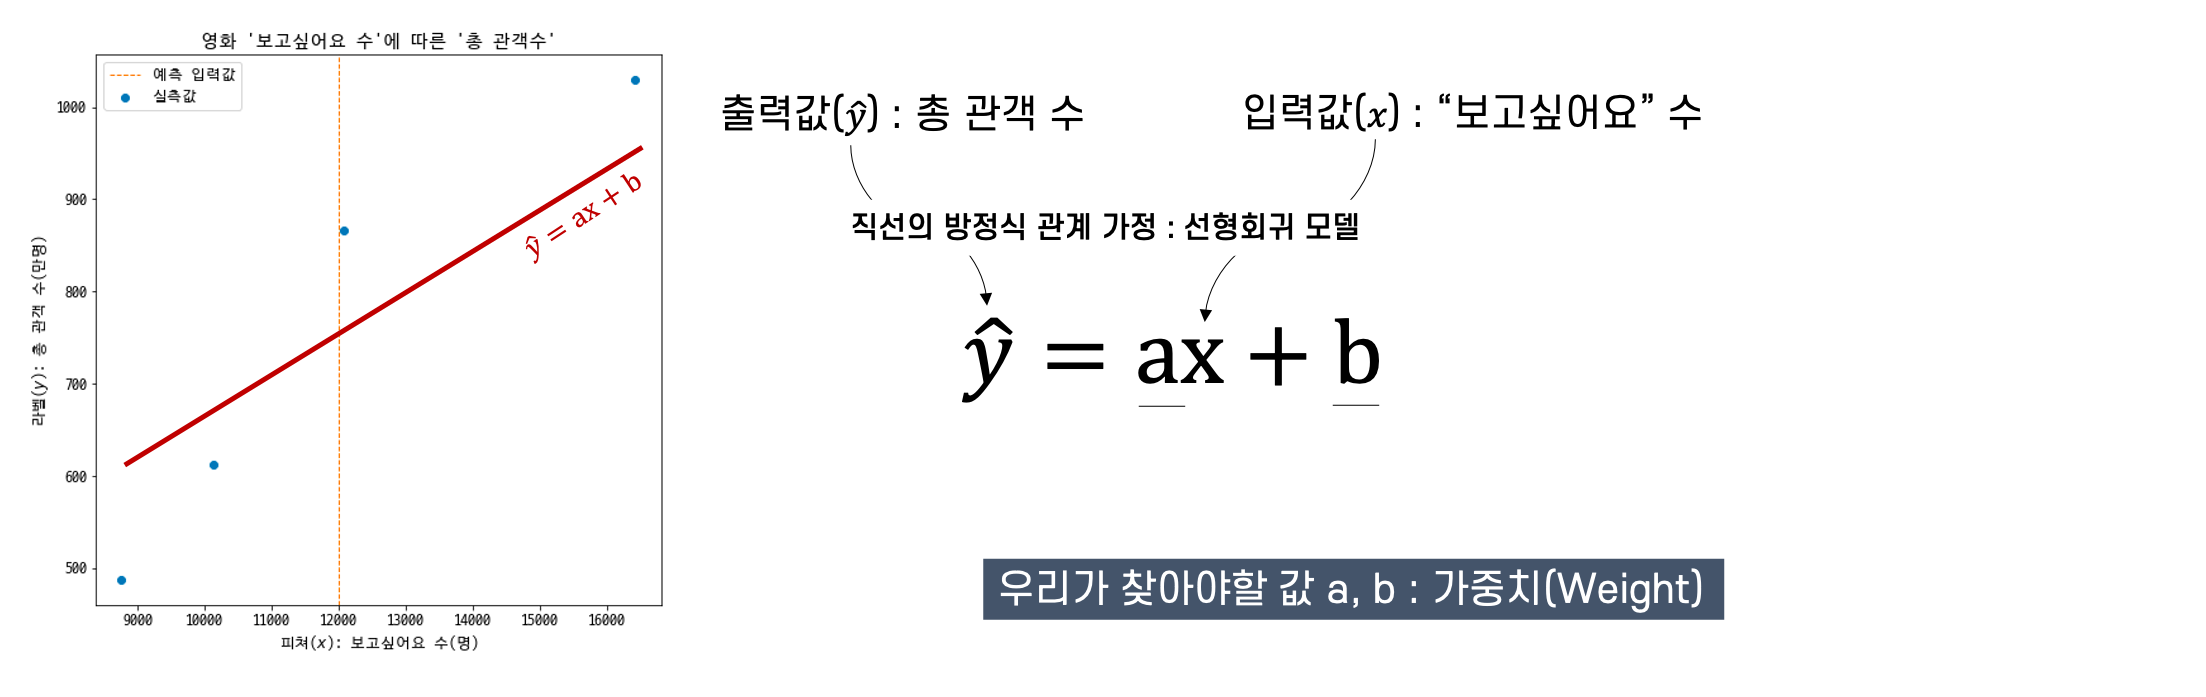 영화 '보고싶어요 수'에 따른 '총 관객수'
예측 입력값
실측값
1000
900
800
700
600
500
라벨(y): 총 관객 수(만명)
ŷ = ax + b
9000 10000 11000 12000 13000 14000 15000 16000
피쳐(x): 보고싶어요 수(명)
출력값(ŷ) : 총 관객 수
입력값(x) : “보고싶어요” 수
직선의 방정식 관계 가정 : 선형회귀 모델
ŷ = ax + b
우리가 찾아야할 값 a, b : 가중치(Weight)